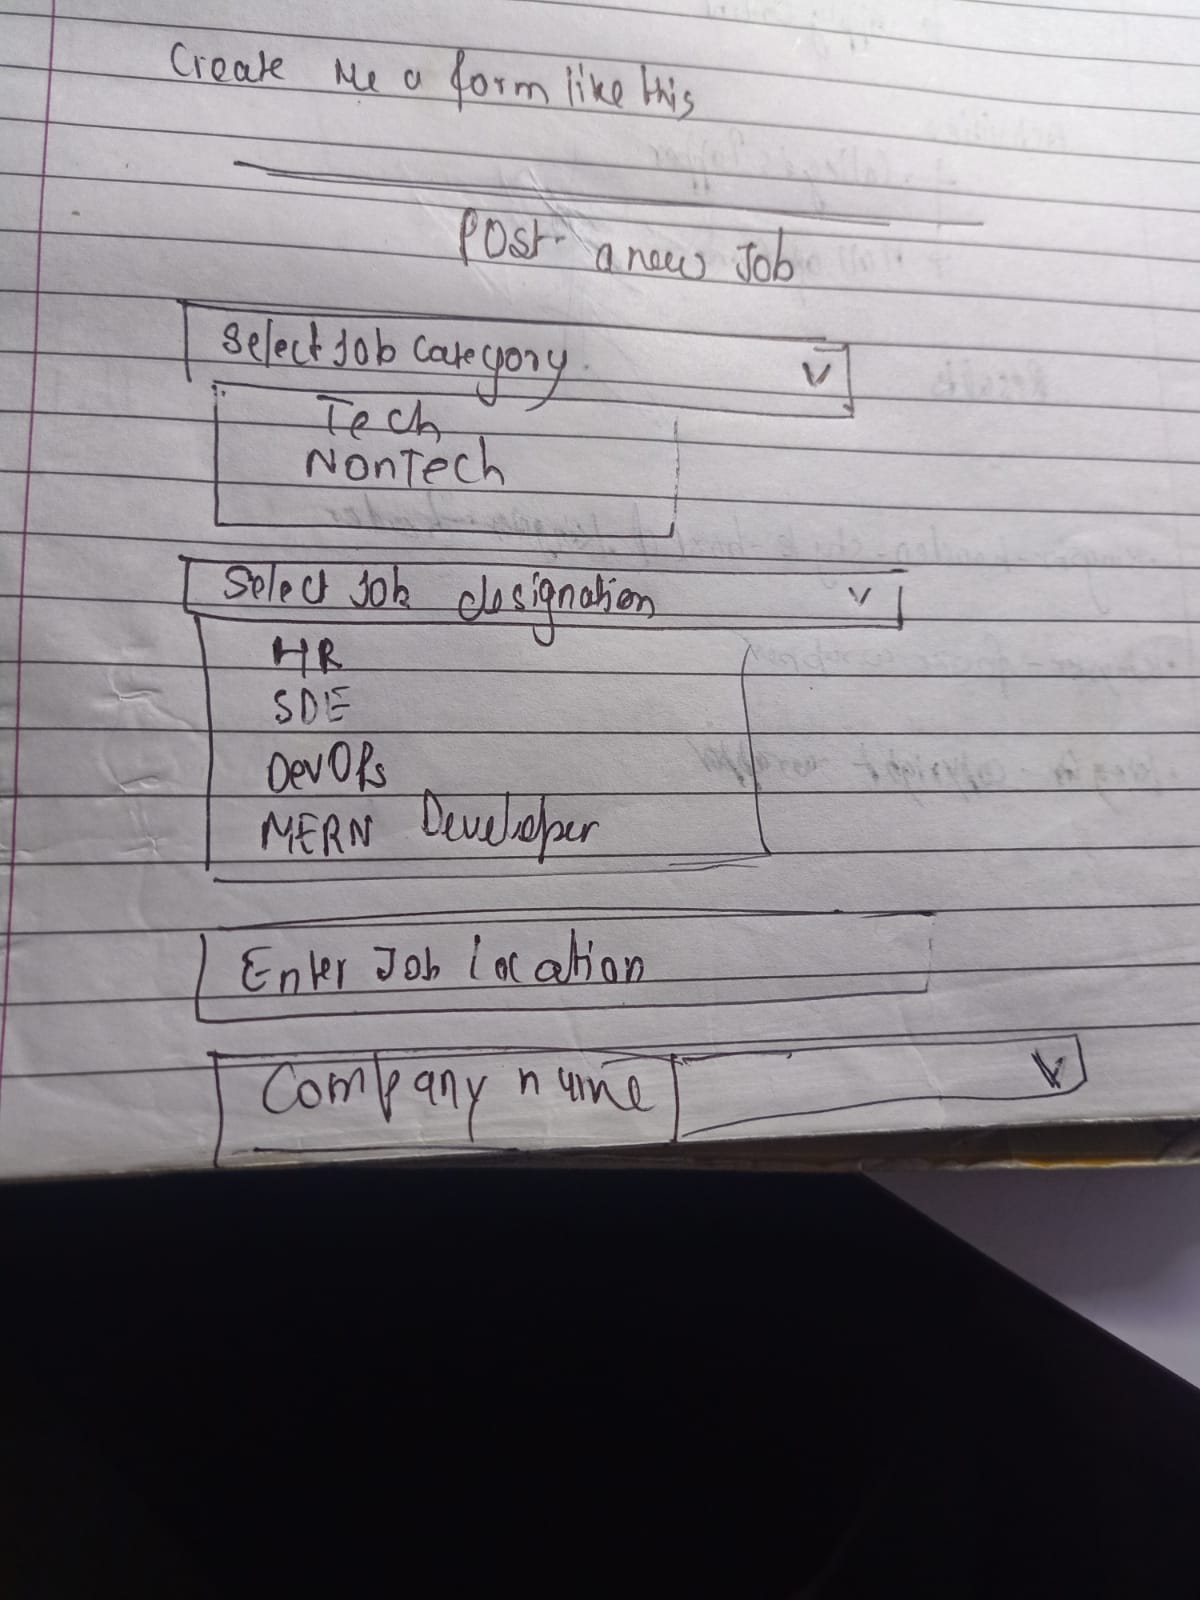 Create Me a form like this
Post a new Job
Select Job Category
Tech
NonTech
Select Job designation
HR
SDE
DevOPs
MERN Developer
Enter Job location
Company name